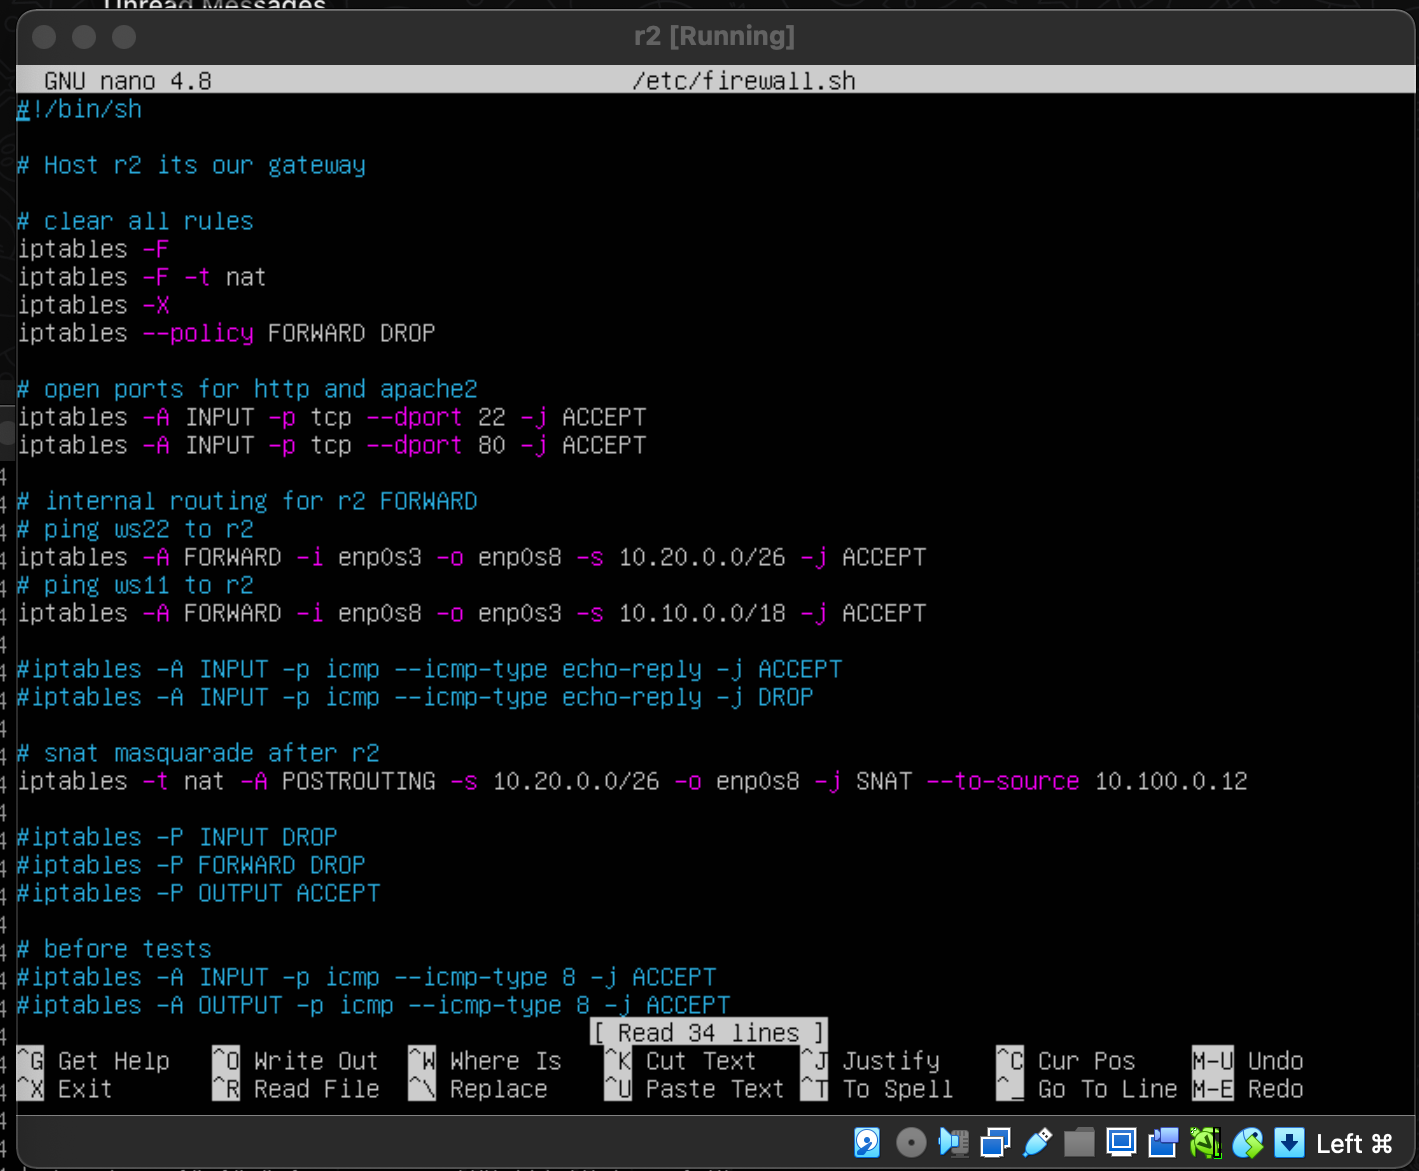 Unread Messages
r2 [Running]
GNU nano 4.8 /etc/firewall.sh
#!/bin/sh
# Host r2 its our gateway
# clear all rules
iptables -F
iptables -F -t nat
iptables -X
iptables --policy FORWARD DROP
# open ports for http and apache2
iptables -A INPUT -p tcp --dport 22 -j ACCEPT
iptables -A INPUT -p tcp --dport 80 -j ACCEPT
# internal routing for r2 FORWARD
# ping ws22 to r2
iptables -A FORWARD -i enp0s3 -o enp0s8 -s 10.20.0.0/26 -j ACCEPT
# ping ws11 to r2
iptables -A FORWARD -i enp0s8 -o enp0s3 -s 10.10.0.0/18 -j ACCEPT
#iptables -A INPUT -p icmp --icmp-type echo-reply -j ACCEPT
#iptables -A INPUT -p icmp --icmp-type echo-reply -j DROP
# snat masquarade after r2
iptables -t nat -A POSTROUTING -s 10.20.0.0/26 -o enp0s8 -j SNAT --to-source 10.100.0.12
#iptables -P INPUT DROP
#iptables -P FORWARD DROP
#iptables -P OUTPUT ACCEPT
# before tests
#iptables -A INPUT -p icmp --icmp-type 8 -j ACCEPT
#iptables -A OUTPUT -p icmp --icmp-type 8 -j ACCEPT
[ Read 34 lines ]
^G Get Help ^O Write Out ^W Where Is ^K Cut Text ^J Justify ^C Cur Pos M-U Undo
^X Exit ^R Read File ^\ Replace ^U Paste Text ^T To Spell ^_ Go To Line M-E Redo
Left ⌘